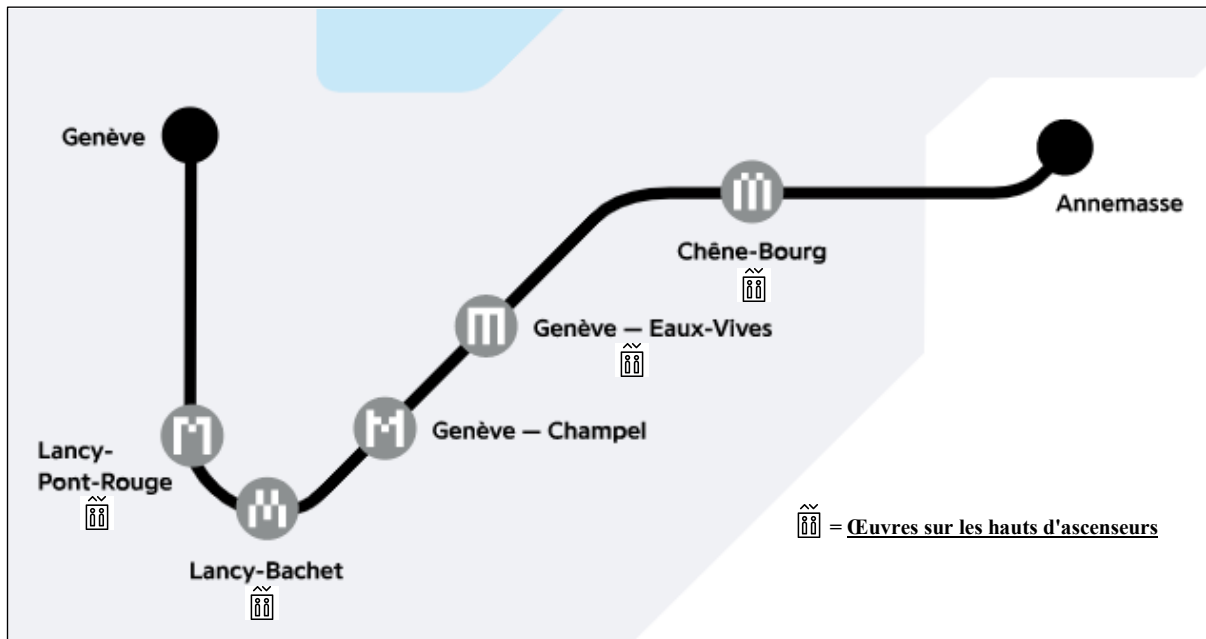 Genève
Annemasse
Chêne-Bourg
Genève — Eaux-Vives
Genève — Champel
Lancy-
Pont-Rouge
Lancy-Bachet
= Œuvres sur les hauts d'ascenseurs